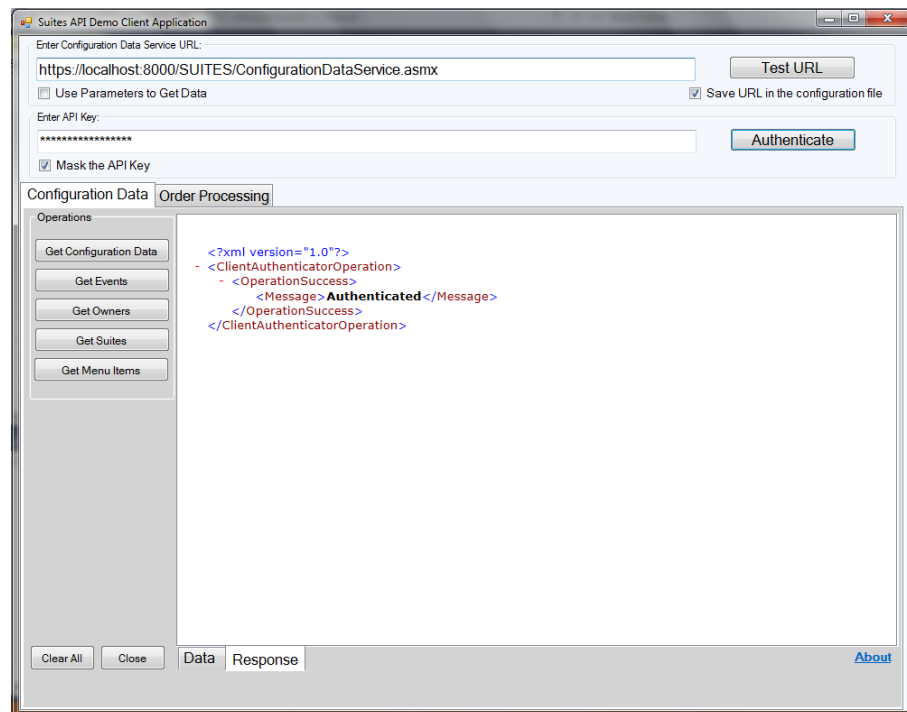 Suites API Demo Client Application
Enter Configuration Data Service URL:
https://localhost:8000/SUITES/ConfigurationDataService.asmx
Test URL
Use Parameters to Get Data
Save URL in the configuration file
Enter API Key:
*****************
Authenticate
Mask the API Key
Configuration Data Order Processing
Operations
Get Configuration Data
Get Events
Get Owners
Get Suites
Get Menu Items
<?xml version="1.0"?>
- <ClientAuthenticatorOperation>
- <OperationSuccess>
<Message>Authenticated</Message>
</OperationSuccess>
</ClientAuthenticatorOperation>
Clear All Close Data Response About